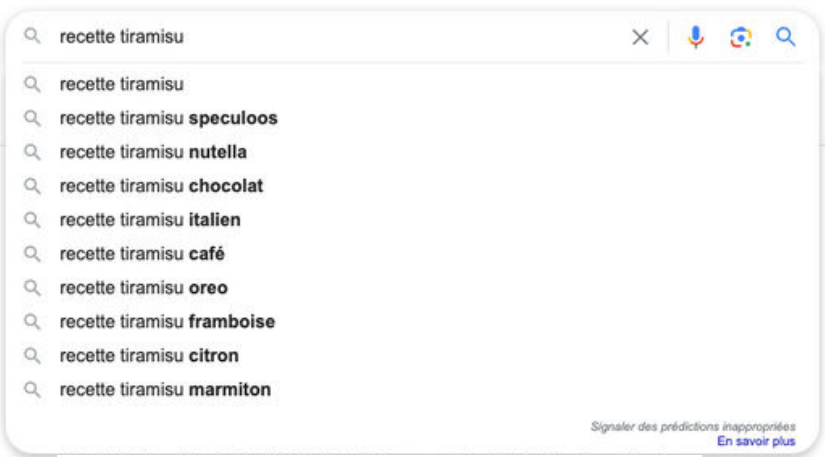 recette tiramisu
recette tiramisu
recette tiramisu speculoos
recette tiramisu nutella
recette tiramisu chocolat
recette tiramisu italien
recette tiramisu café
recette tiramisu oreo
recette tiramisu framboise
recette tiramisu citron
recette tiramisu marmiton
Signaler des prédictions inappropriées
En savoir plus